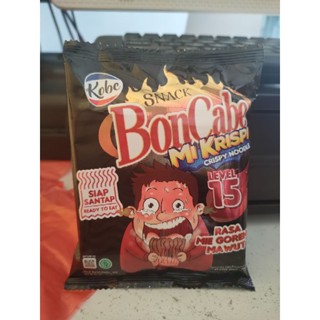 Kobe
SNACK
BonCabe
Mi KRISPI
CRISPY NOODLE
LEVEL
15
SIAP
SANTAP
READY TO EAT
RASA
MIE GORENG
MAWUT